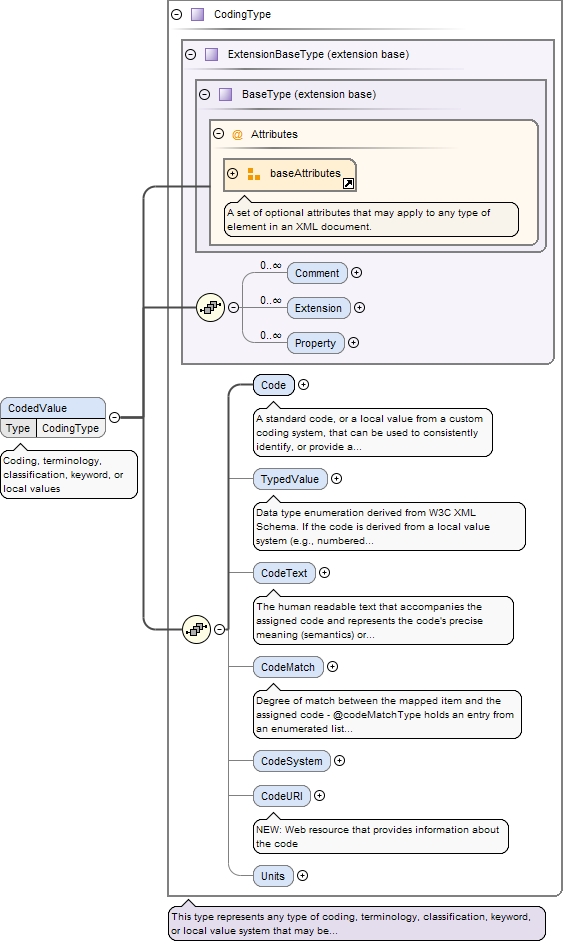 CodingType
ExtensionBaseType (extension base)
BaseType (extension base)
@ Attributes
baseAttributes
A set of optional attributes that may apply to any type of
element in an XML document.
0..∞
Comment
0..∞
Extension
0..∞
Property
CodedValue
Type CodingType
Coding, terminology,
classification, keyword, or
local values
Code
A standard code, or a local value from a custom
coding system, that can be used to consistently
identify, or provide a...
TypedValue
Data type enumeration derived from W3C XML
Schema. If the code is derived from a local value
system (e.g., numbered...
CodeText
The human readable text that accompanies the
assigned code and represents the code's precise
meaning (semantics) or...
CodeMatch
Degree of match between the mapped item and the
assigned code - @codeMatchType holds an entry from
an enumerated list...
CodeSystem
CodeURI
NEW: Web resource that provides information about
the code
Units
This type represents any type of coding, terminology, classification, keyword,
or local value system that may be...